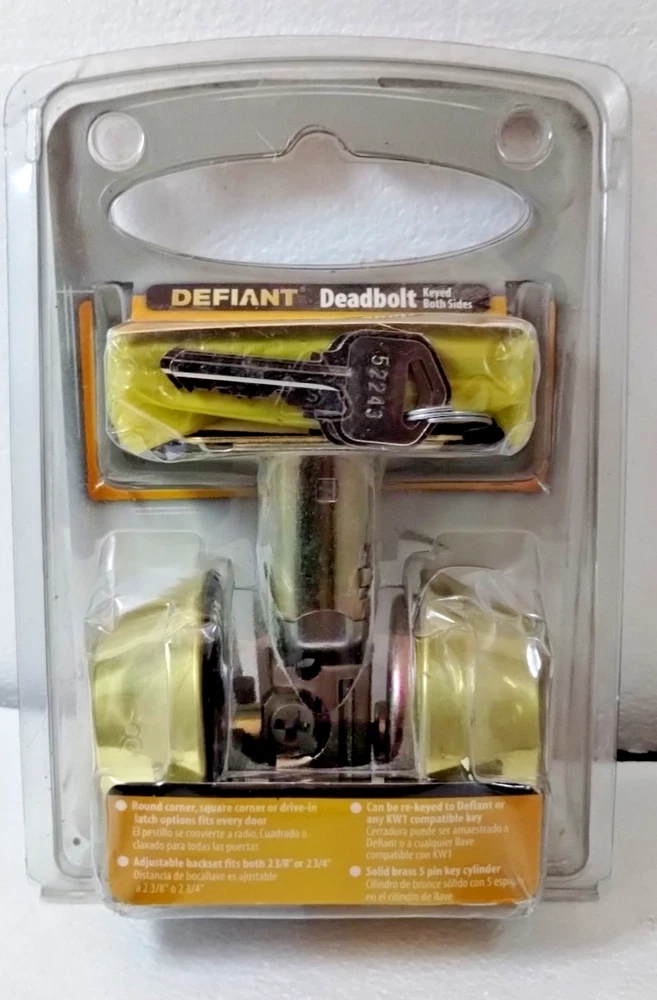 DEFIANT® Deadbolt Keyed
Both Sides
52243
Round corner, square corner or drive-in
latch options fits every door
El pestillo se convierte a radio, Cuadrado o
clavado para todas las puertas
Adjustable backset fits both 2 3/8" or 2 3/4"
Distancia de bocallave es ajustable
a 2 3/8" o 2 3/4"
Can be re-keyed to Defiant or
any KW1 compatible key
Cerradura puede ser amaestrado a
Defiant o a cualquier llave
compatible con KW1
Solid brass 5 pin key cylinder
Cilindro de bronce sólido con 5
en el cilindro de llave